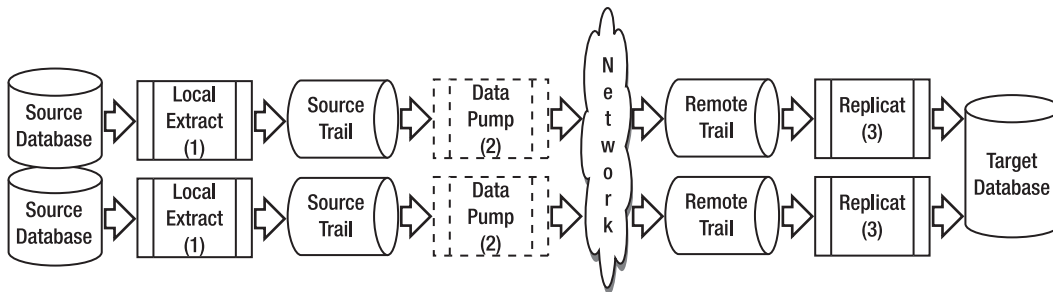 Source
Database
Local
Extract
(1)
Source
Trail
Data
Pump
(2)
Network
Remote
Trail
Replicat
(3)
Target
Database
Source
Database
Local
Extract
(1)
Source
Trail
Data
Pump
(2)
Remote
Trail
Replicat
(3)